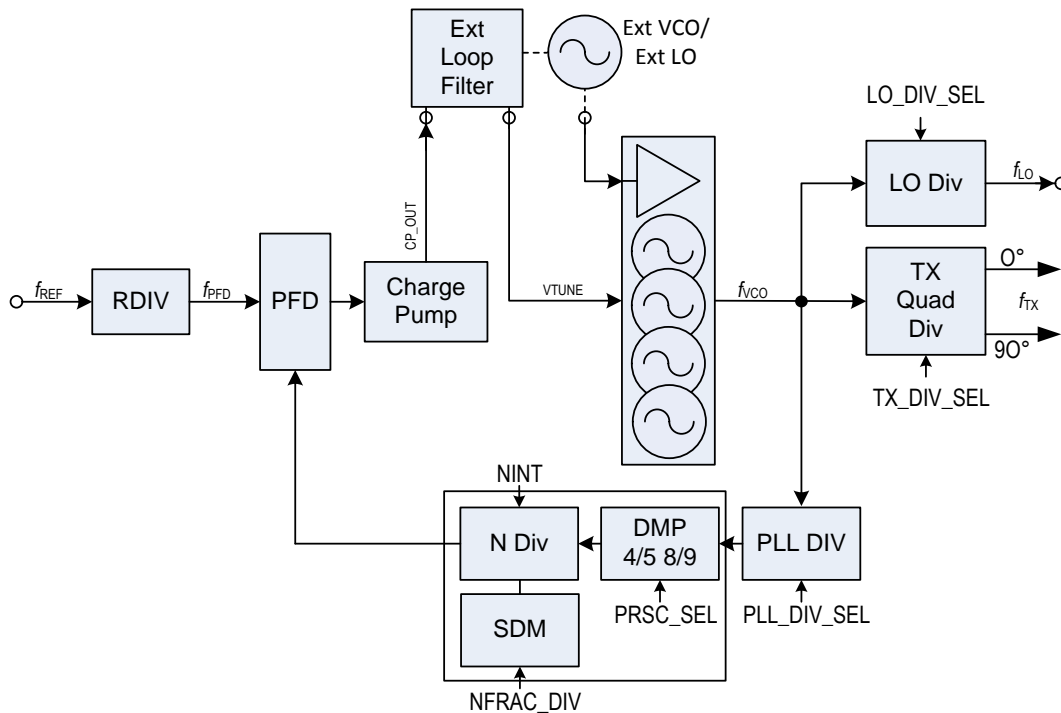 Ext
Loop
Filter
Ext VCO/
Ext LO
LO_DIV_SEL
LO Div
fLO
CP_OUT
fREF
RDIV
fPFD
PFD
Charge
Pump
VTUNE
fVCO
TX
Quad
Div
0°
fTX
90°
TX_DIV_SEL
NINT
N Div
DMP
4/5 8/9
PLL DIV
SDM
PRSC_SEL
PLL_DIV_SEL
NFRAC_DIV